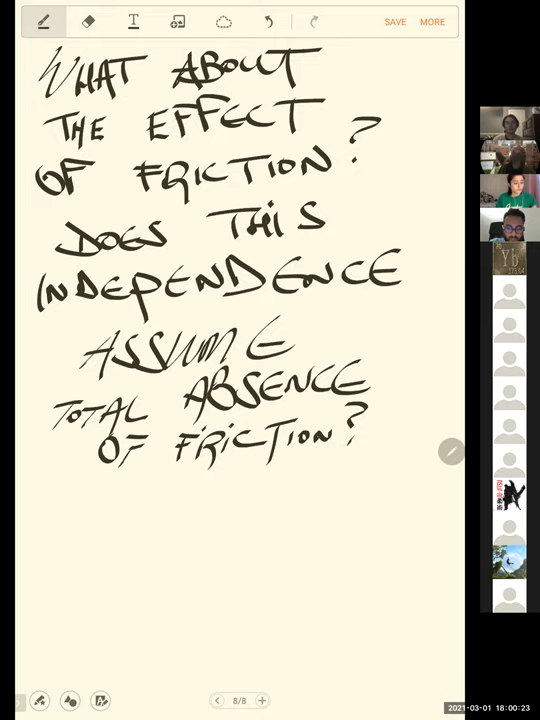 SAVE MORE
WHAT ABOUT
THE EFFECT
OF FRICTION?
DOES THIS
INDEPENDENCE
ASSUME
TOTAL ABSENCE
OF FRICTION?
Yb
8/8
2021-03-01 18:00:23